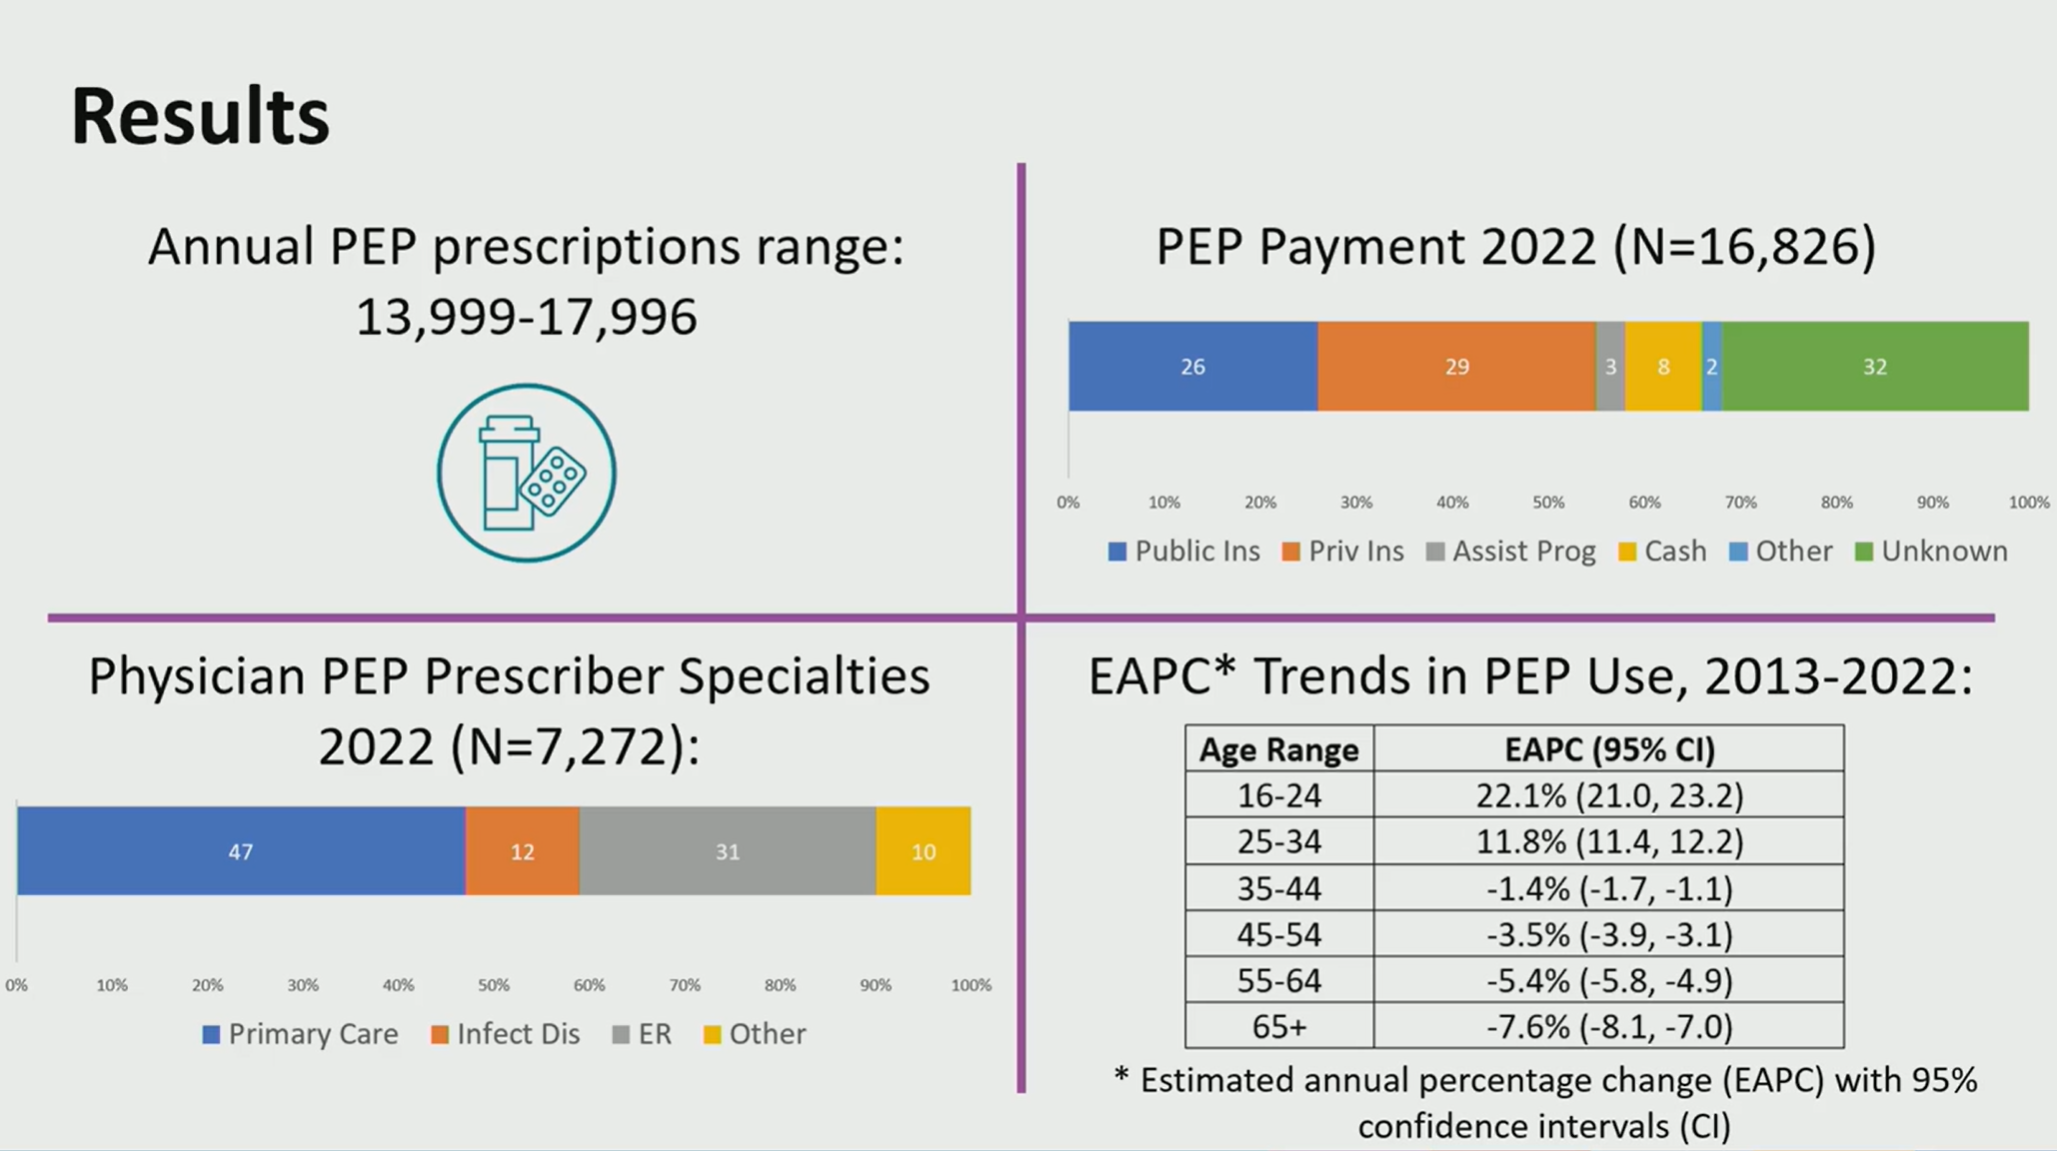 Results
Annual PEP prescriptions range:
13,999-17,996
PEP Payment 2022 (N=16,826)
26 29 3 8 2 32
0% 10% 20% 30% 40% 50% 60% 70% 80% 90% 100%
Public Ins Priv Ins Assist Prog Cash Other Unknown
Physician PEP Prescriber Specialties
2022 (N=7,272):
47 12 31 10
0% 10% 20% 30% 40% 50% 60% 70% 80% 90% 100%
Primary Care Infect Dis ER Other
EAPC* Trends in PEP Use, 2013-2022:
Age Range EAPC (95% CI)
16-24 22.1% (21.0, 23.2)
25-34 11.8% (11.4, 12.2)
35-44 -1.4% (-1.7, -1.1)
45-54 -3.5% (-3.9, -3.1)
55-64 -5.4% (-5.8, -4.9)
65+ -7.6% (-8.1, -7.0)
* Estimated annual percentage change (EAPC) with 95%
confidence intervals (CI)